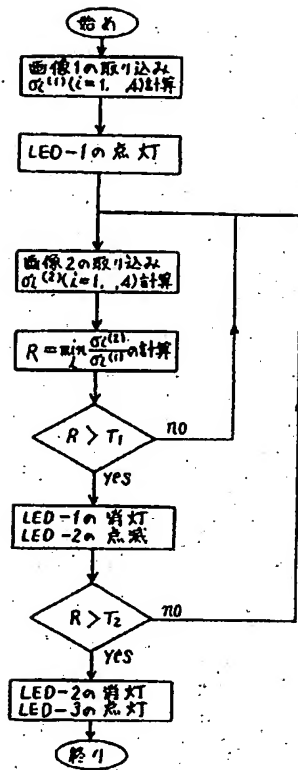 始め
画像1の取り込み
σi⁽¹⁾(i=1, ,4)計算
LED-1の点灯
画像2の取り込み
σi⁽²⁾(i=1, ,4)計算
R = min i σi⁽²⁾/σi⁽¹⁾ の計算
R > T₁
no
yes
LED-1の消灯
LED-2の点滅
R > T₂
no
yes
LED-2の消灯
LED-3の点灯
終り